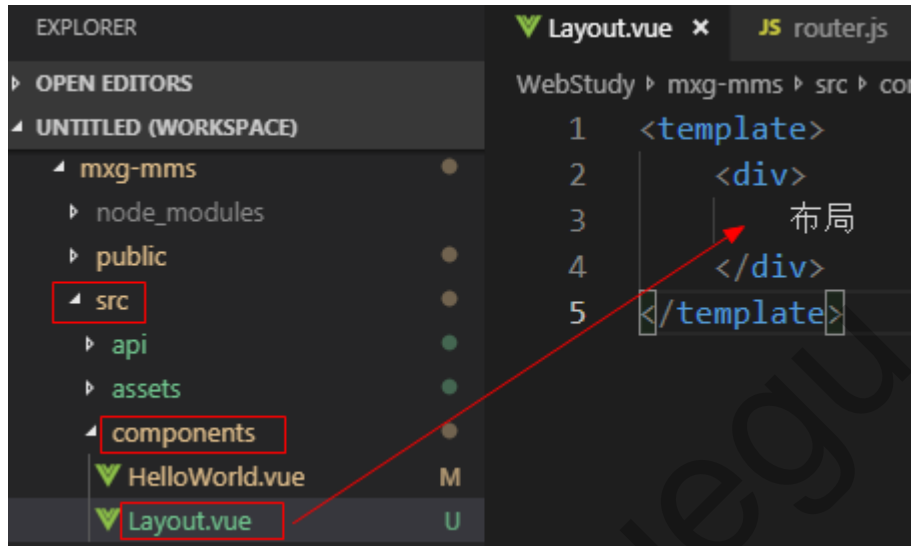 EXPLORER
OPEN EDITORS
UNTITLED (WORKSPACE)
mxg-mms
node_modules
public
src
api
assets
components
HelloWorld.vue M
Layout.vue U
Layout.vue × JS router.js
WebStudy mxg-mms src
1 <template>
2 <div>
3 布局
4 </div>
5 </template>